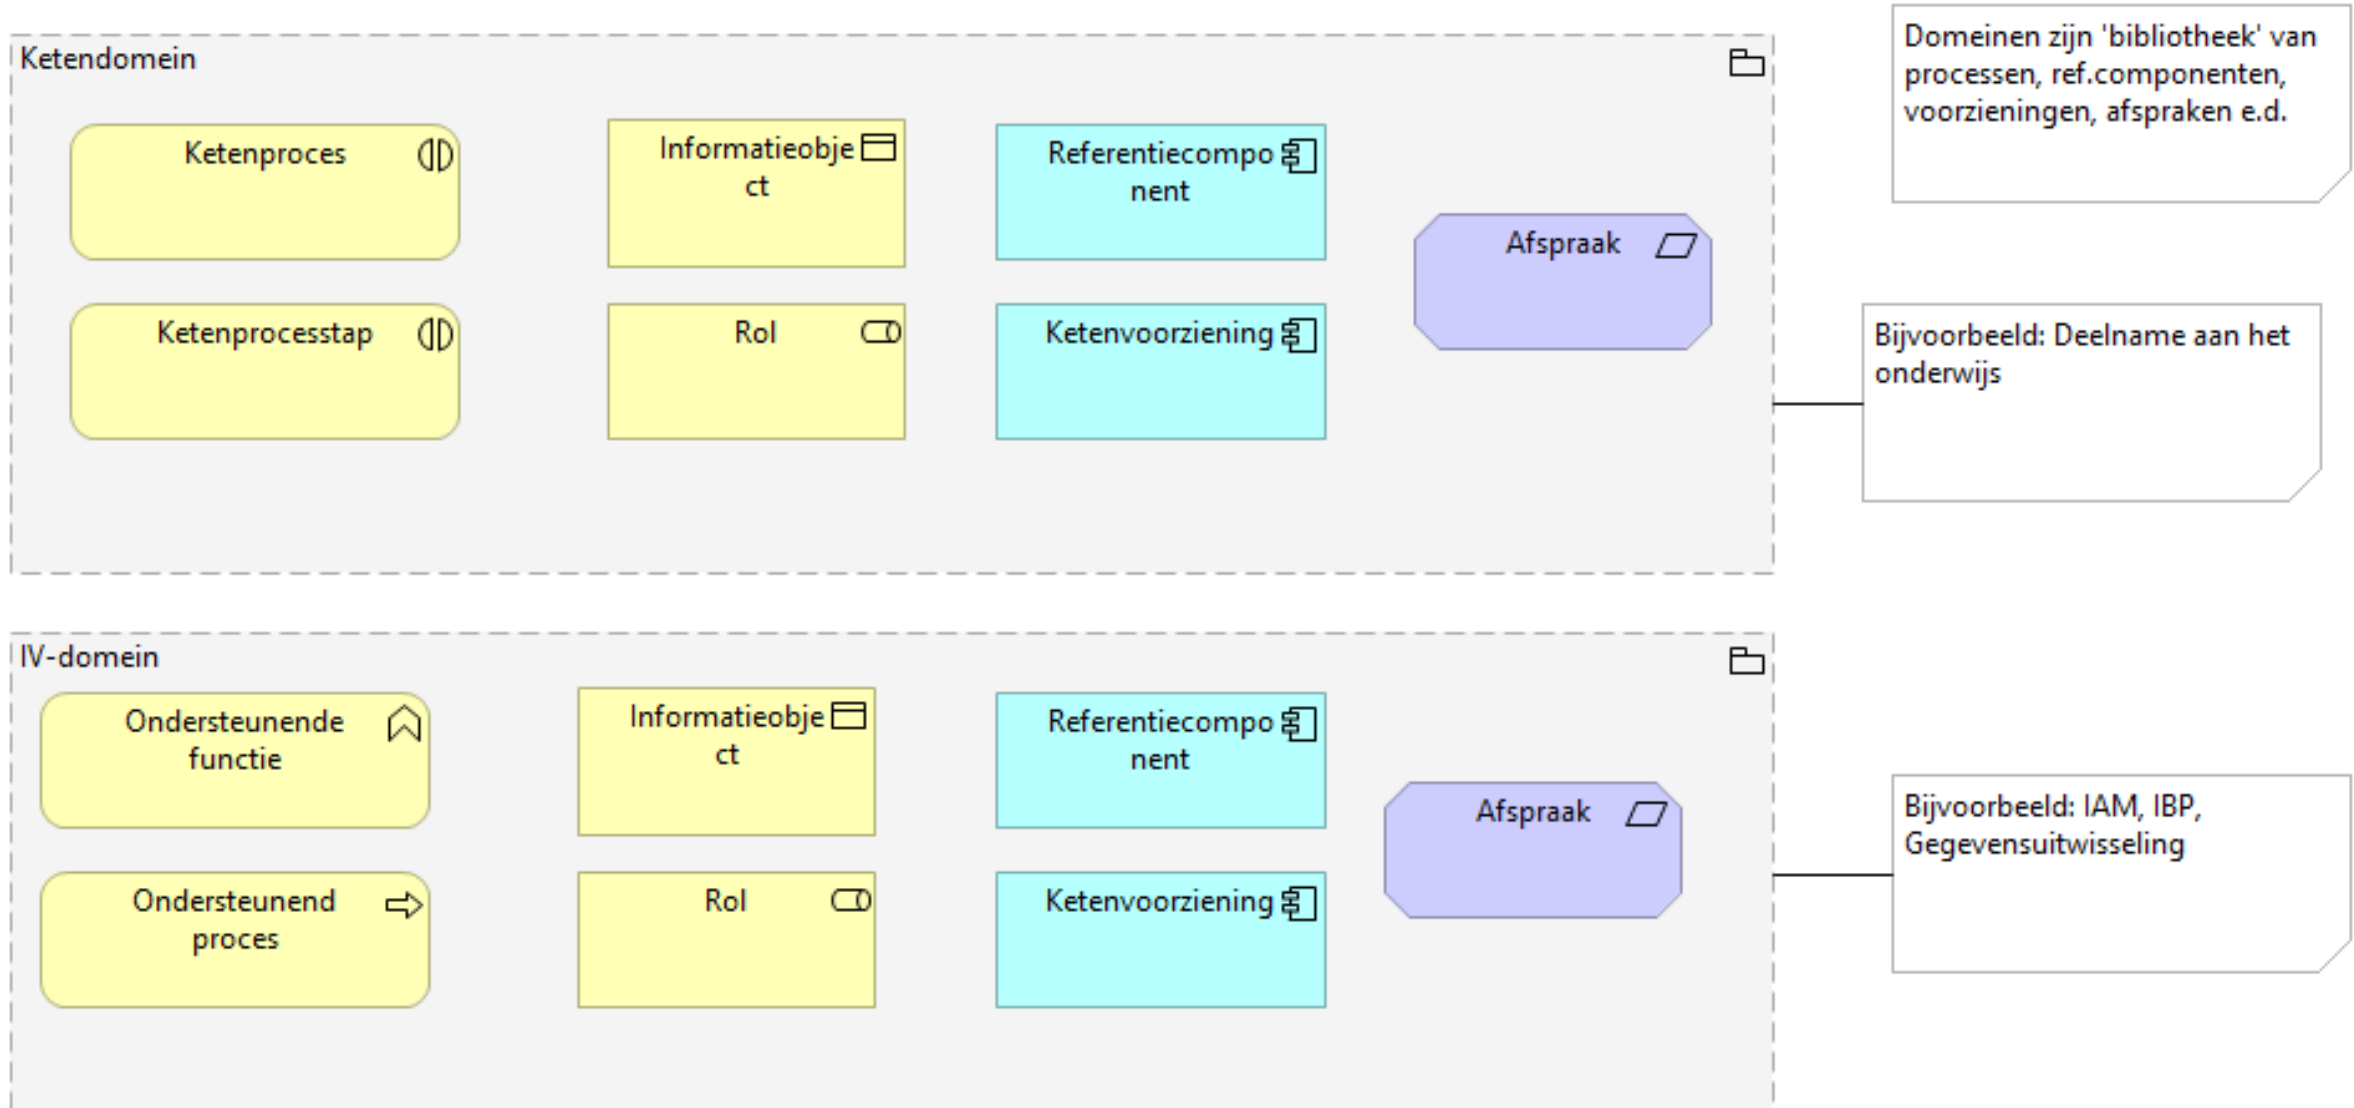 Ketendomein
Ketenproces
Informatieobje
ct
Referentiecompo
nent
Afspraak
Ketenprocesstap
Rol
Ketenvoorziening
Domeinen zijn 'bibliotheek' van
processen, ref.componenten,
voorzieningen, afspraken e.d.
Bijvoorbeeld: Deelname aan het
onderwijs
IV-domein
Ondersteunende
functie
Informatieobje
ct
Referentiecompo
nent
Afspraak
Ondersteunend
proces
Rol
Ketenvoorziening
Bijvoorbeeld: IAM, IBP,
Gegevensuitwisseling